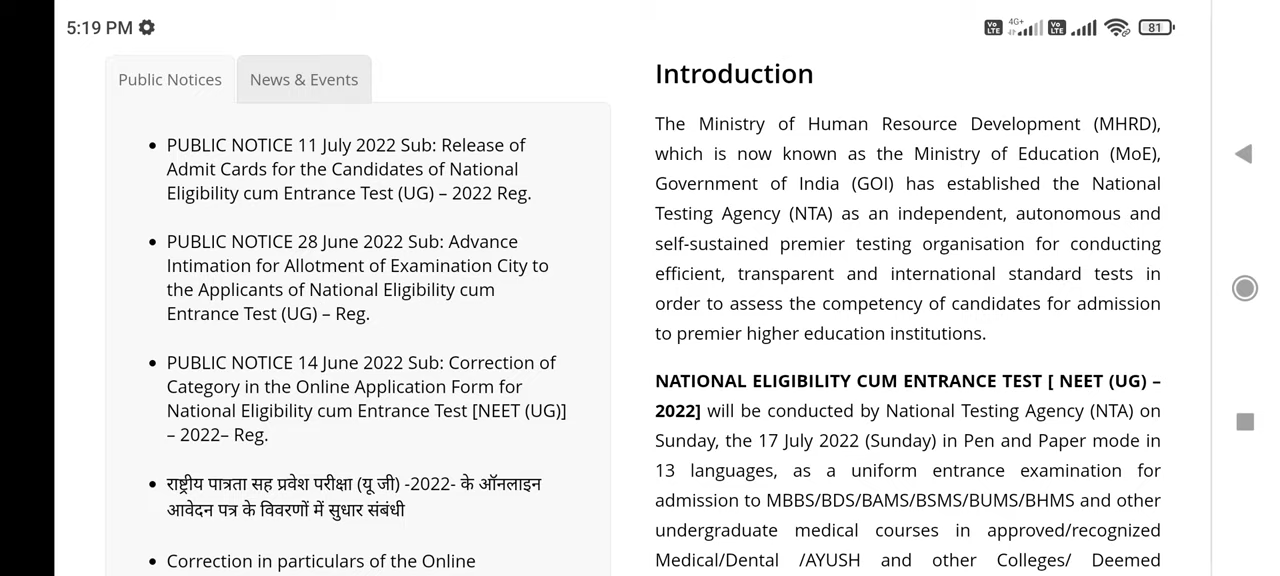 5:19 PM
Vo LTE 4G+ Vo LTE 81
Public Notices
News & Events
PUBLIC NOTICE 11 July 2022 Sub: Release of
Admit Cards for the Candidates of National
Eligibility cum Entrance Test (UG) – 2022 Reg.
PUBLIC NOTICE 28 June 2022 Sub: Advance
Intimation for Allotment of Examination City to
the Applicants of National Eligibility cum
Entrance Test (UG) – Reg.
PUBLIC NOTICE 14 June 2022 Sub: Correction of
Category in the Online Application Form for
National Eligibility cum Entrance Test [NEET (UG)]
– 2022– Reg.
राष्ट्रीय पात्रता सह प्रवेश परीक्षा (यू जी) -2022- के ऑनलाइन
आवेदन पत्र के विवरणों में सुधार संबंधी
Correction in particulars of the Online
Introduction
The Ministry of Human Resource Development (MHRD),
which is now known as the Ministry of Education (MoE),
Government of India (GOI) has established the National
Testing Agency (NTA) as an independent, autonomous and
self-sustained premier testing organisation for conducting
efficient, transparent and international standard tests in
order to assess the competency of candidates for admission
to premier higher education institutions.
NATIONAL ELIGIBILITY CUM ENTRANCE TEST [ NEET (UG) –
2022] will be conducted by National Testing Agency (NTA) on
Sunday, the 17 July 2022 (Sunday) in Pen and Paper mode in
13 languages, as a uniform entrance examination for
admission to MBBS/BDS/BAMS/BSMS/BUMS/BHMS and other
undergraduate medical courses in approved/recognized
Medical/Dental /AYUSH and other Colleges/ Deemed